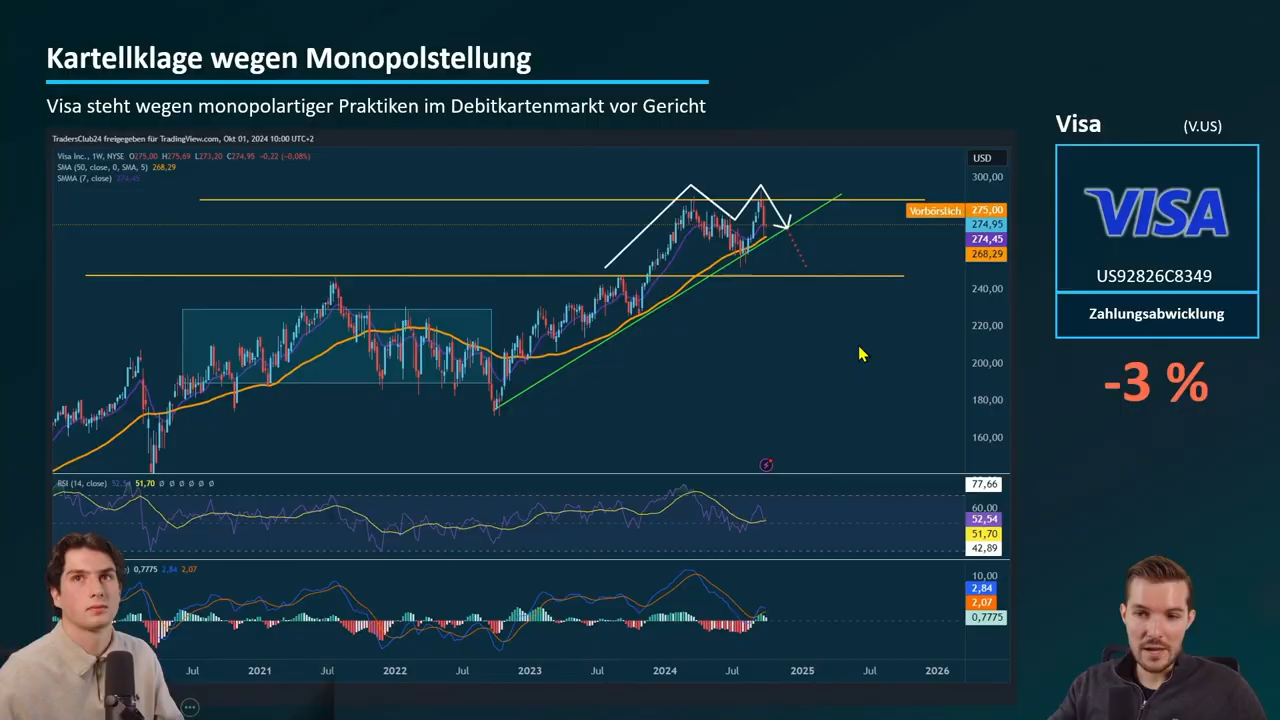 Kartellklage wegen Monopolstellung
Visa steht wegen monopolartiger Praktiken im Debitkartenmarkt vor Gericht
TradersClub24 freigegeben für TradingView.com, Okt 01, 2024 10:00 UTC+2
Visa Inc., 1W, NYSE O275,00 H275,69 L273,20 C274,95 -0,22 (-0,08%)
SMA (50, close, 0, SMA, 5) 268,29
SMMA (7, close) 274,45
USD
300,00
Vorbörslich 275,00
274,95
274,45
268,29
240,00
220,00
200,00
180,00
160,00
RSI (14, close) 52,54 51,70 ø ø ø ø ø ø
77,66
60,00
52,54
51,70
42,89
) 0,7775 2,84 2,07
10,00
2,84
2,07
0,7775
Jul 2021 Jul 2022 Jul 2023 Jul 2024 Jul 2025 Jul 2026
Visa (V.US)
VISA
US92826C8349
Zahlungsabwicklung
-3 %